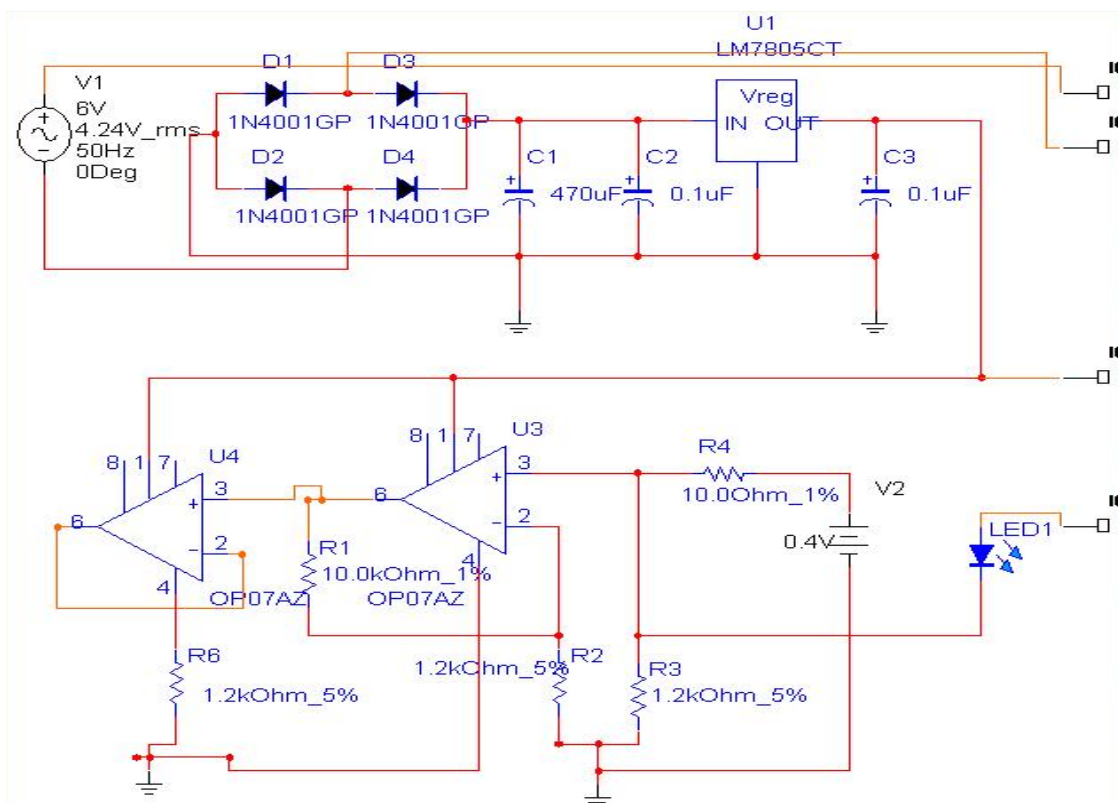 U1
LM7805CT
Vreg
IN OUT
V1
6V
4.24V_rms
50Hz
0Deg
D1
1N4001GP
D3
1N4001GP
D2
1N4001GP
D4
1N4001GP
C1
470uF
C2
0.1uF
C3
0.1uF
8 1 7
U4
3
6
2
4
OP07AZ
8 1 7
U3
3
6
2
4
OP07AZ
R1
10.0kOhm_1%
R4
10.0Ohm_1%
V2
0.4V
LED1
R6
1.2kOhm_5%
R2
1.2kOhm_5%
R3
1.2kOhm_5%